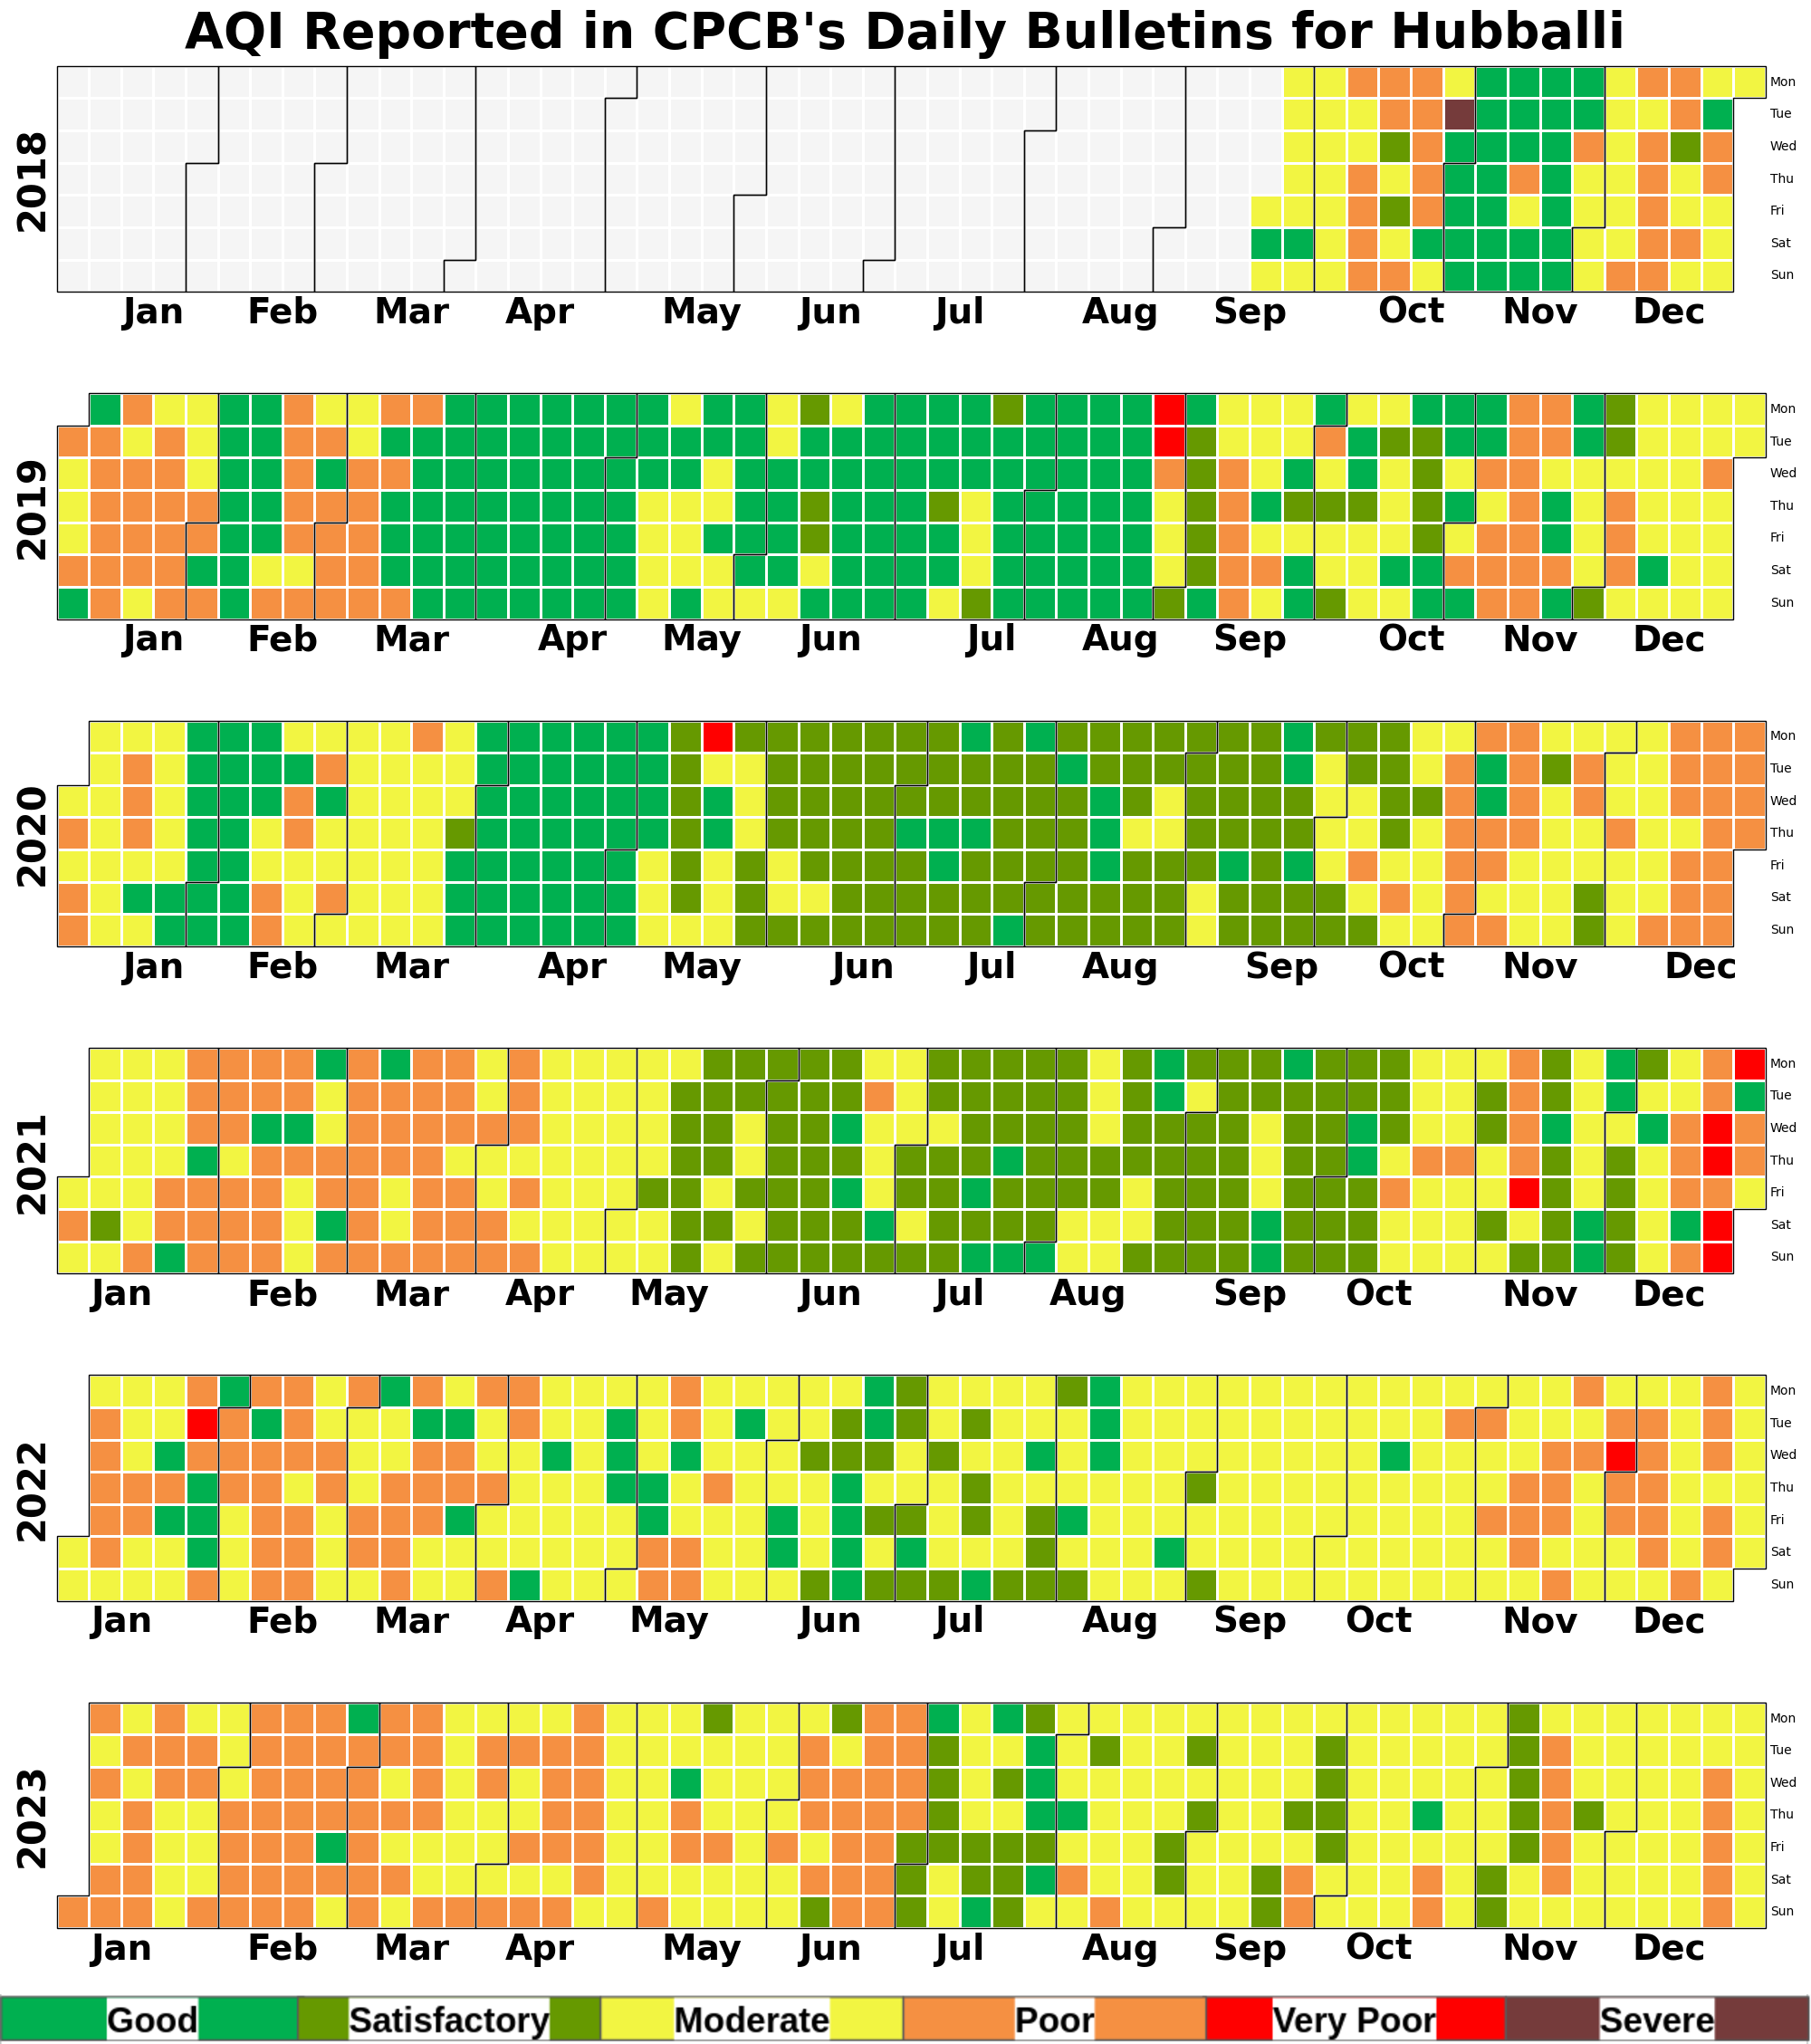 AQI Reported in CPCB's Daily Bulletins for Hubballi
2018
Mon
Tue
Wed
Thu
Fri
Sat
Sun
Jan Feb Mar Apr May Jun Jul Aug Sep Oct Nov Dec
2019
Mon
Tue
Wed
Thu
Fri
Sat
Sun
Jan Feb Mar Apr May Jun Jul Aug Sep Oct Nov Dec
2020
Mon
Tue
Wed
Thu
Fri
Sat
Sun
Jan Feb Mar Apr May Jun Jul Aug Sep Oct Nov Dec
2021
Mon
Tue
Wed
Thu
Fri
Sat
Sun
Jan Feb Mar Apr May Jun Jul Aug Sep Oct Nov Dec
2022
Mon
Tue
Wed
Thu
Fri
Sat
Sun
Jan Feb Mar Apr May Jun Jul Aug Sep Oct Nov Dec
2023
Mon
Tue
Wed
Thu
Fri
Sat
Sun
Jan Feb Mar Apr May Jun Jul Aug Sep Oct Nov Dec
Good Satisfactory Moderate Poor Very Poor Severe